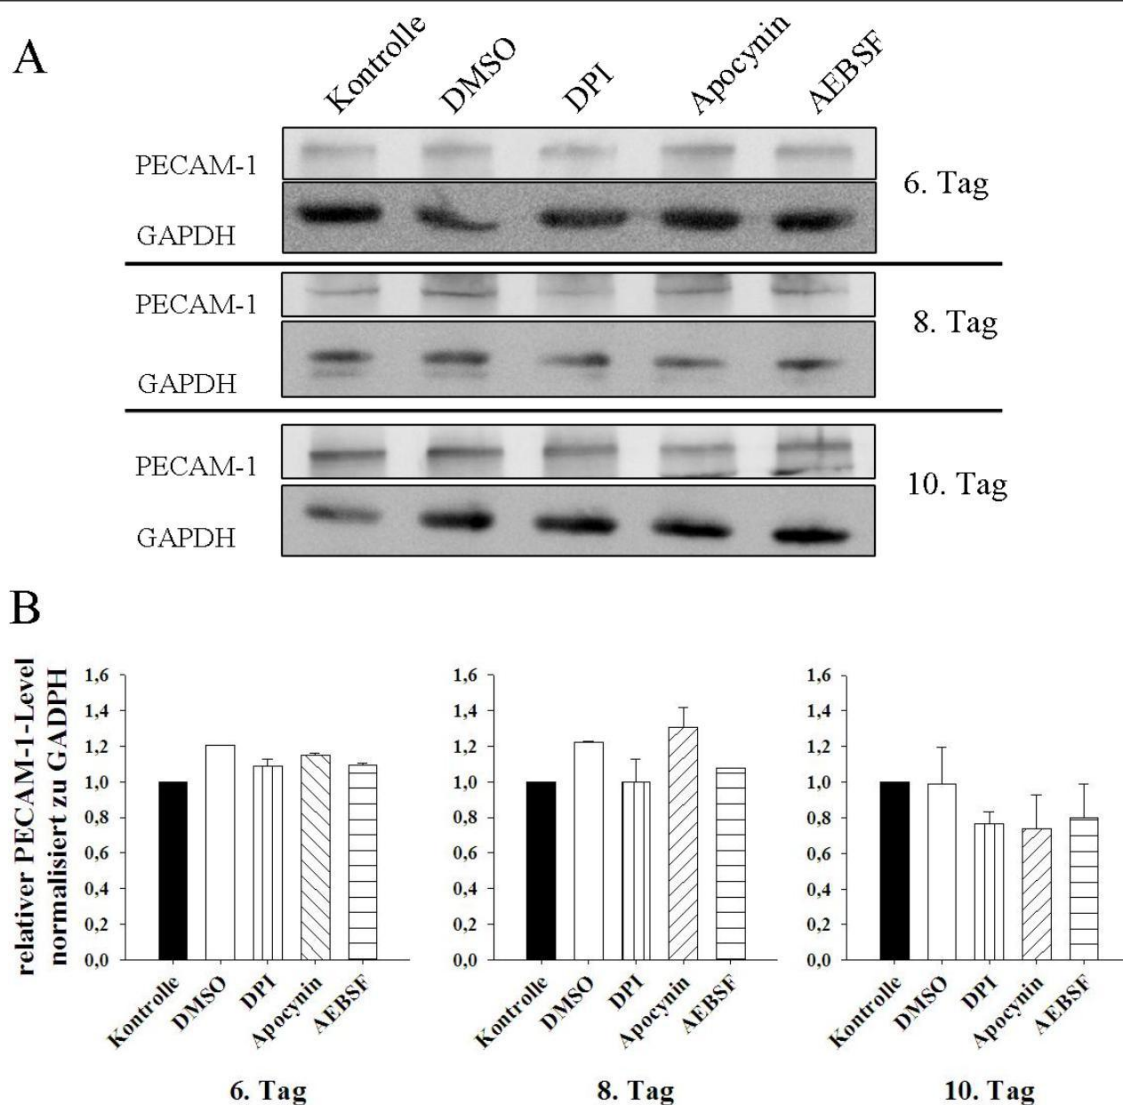 A
Kontrolle
DMSO
DPI
Apocynin
AEBSF
PECAM-1
6. Tag
GAPDH
PECAM-1
8. Tag
GAPDH
PECAM-1
10. Tag
GAPDH
B
relativer PECAM-1-Level
normalisiert zu GADPH
1,6
1,4
1,2
1,0
0,8
0,6
0,4
0,2
0,0
Kontrolle
DMSO
DPI
Apocynin
AEBSF
6. Tag
1,6
1,4
1,2
1,0
0,8
0,6
0,4
0,2
0,0
Kontrolle
DMSO
DPI
Apocynin
AEBSF
8. Tag
1,6
1,4
1,2
1,0
0,8
0,6
0,4
0,2
0,0
Kontrolle
DMSO
DPI
Apocynin
AEBSF
10. Tag